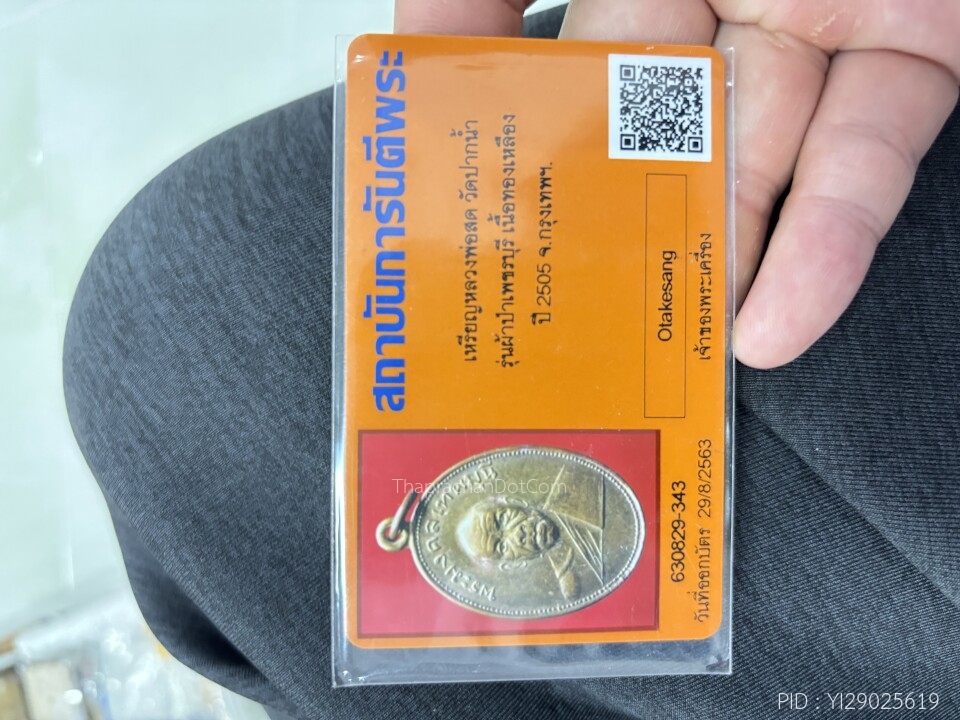 สถาบันการันตีพระ
เหรียญหลวงพ่อสด วัดปากน้ำ
รุ่นผ้าป่าเพชรบุรี เนื้อทองเหลือง
ปี 2505 จ.กรุงเทพฯ.
Otakesang
เจ้าของพระเครื่อง
630829-343
วันที่ออกบัตร 29/8/2563
ThaprachanDotCom
PID : YI29025619